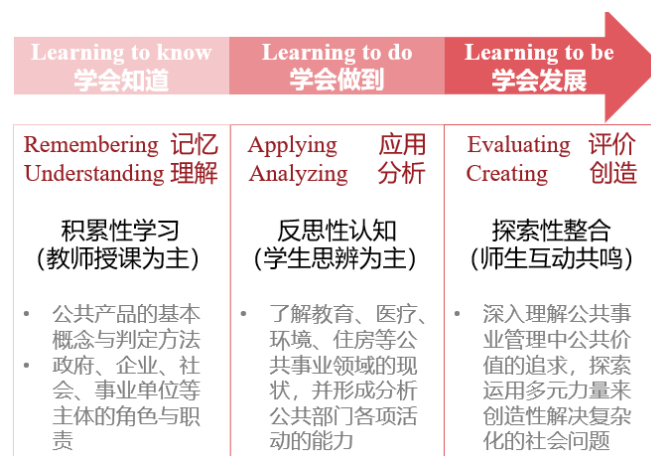 Learning to know
学会知道
Learning to do
学会做到
Learning to be
学会发展
Remembering 记忆
Understanding 理解
积累性学习
（教师授课为主）
• 公共产品的基本
概念与判定方法
• 政府、企业、社
会、事业单位等
主体的角色与职
责
Applying 应用
Analyzing 分析
反思性认知
（学生思辨为主）
• 了解教育、医疗、
环境、住房等公
共事业领域的现
状，并形成分析
公共部门各项活
动的能力
Evaluating 评价
Creating 创造
探索性整合
（师生互动共鸣）
• 深入理解公共事
业管理中公共价
值的追求，探索
运用多元力量来
创造性解决复杂
化的社会问题